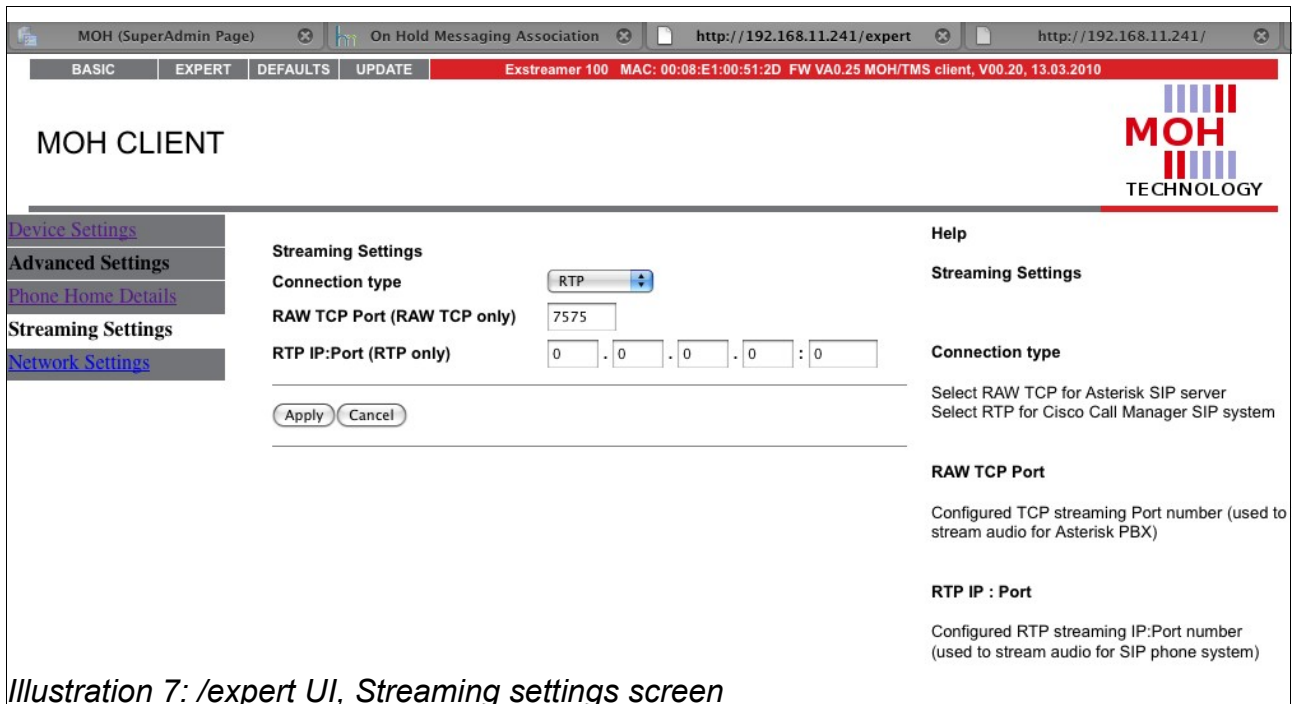 MOH (SuperAdmin Page)
On Hold Messaging Association
http://192.168.11.241/expert
http://192.168.11.241/
BASIC
EXPERT
DEFAULTS
UPDATE
Exstreamer 100 MAC: 00:08:E1:00:51:2D FW VA0.25 MOH/TMS client, V00.20, 13.03.2010
MOH CLIENT
MOH
TECHNOLOGY
Device Settings
Advanced Settings
Phone Home Details
Streaming Settings
Network Settings
Streaming Settings
Connection type RTP
RAW TCP Port (RAW TCP only) 7575
RTP IP:Port (RTP only) 0 . 0 . 0 . 0 : 0
Apply Cancel
Help
Streaming Settings
Connection type
Select RAW TCP for Asterisk SIP server
Select RTP for Cisco Call Manager SIP system
RAW TCP Port
Configured TCP streaming Port number (used to
stream audio for Asterisk PBX)
RTP IP : Port
Configured RTP streaming IP:Port number
(used to stream audio for SIP phone system)
Illustration 7: /expert UI, Streaming settings screen